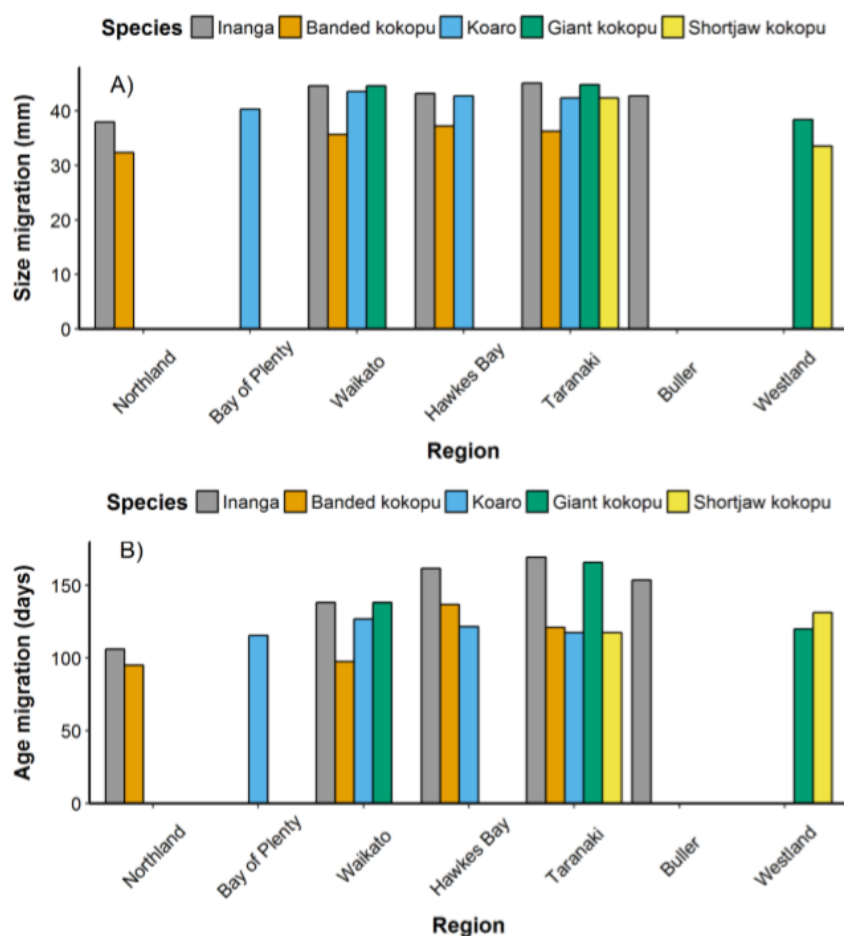 Species Inanga Banded kokopu Koaro Giant kokopu Shortjaw kokopu
A)
Size migration (mm)
40
30
20
10
0
Northland Bay of Plenty Waikato Hawkes Bay Taranaki Buller Westland
Region
Species Inanga Banded kokopu Koaro Giant kokopu Shortjaw kokopu
B)
Age migration (days)
150
100
50
0
Northland Bay of Plenty Waikato Hawkes Bay Taranaki Buller Westland
Region